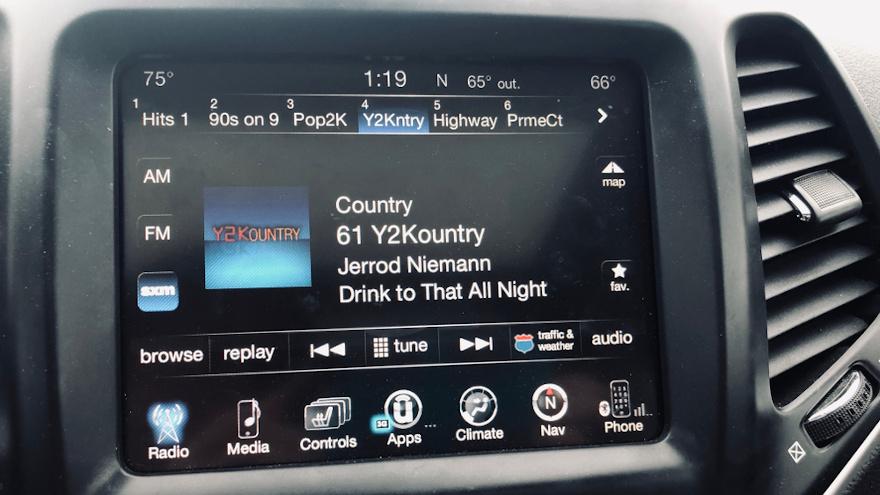 75° 1:19 N 65° out. 66°
1 2 3 4 5 6
Hits 1 90s on 9 Pop2K Y2Kntry Highway PrmeCt
AM
FM
sxm
Y2KOUNTRY
Country
61 Y2Kountry
Jerrod Niemann
Drink to That All Night
map
fav.
browse replay tune traffic & weather audio
Radio Media Controls 3G U Apps ... Climate N Nav Phone